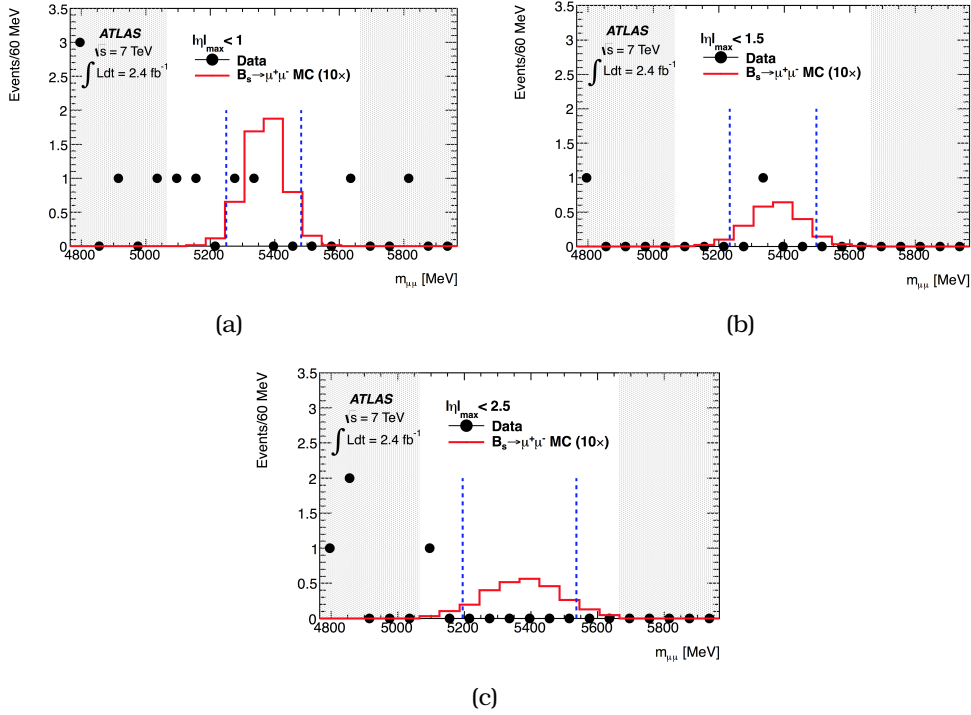 Events/60 MeV
ATLAS
√s = 7 TeV
∫ Ldt = 2.4 fb⁻¹
|η|max < 1
Data
Bs→μ⁺μ⁻ MC (10×)
3.5
3
2.5
2
1.5
1
0.5
0
4800 5000 5200 5400 5600 5800
mμμ [MeV]
(a)
Events/60 MeV
ATLAS
√s = 7 TeV
∫ Ldt = 2.4 fb⁻¹
|η|max < 1.5
Data
Bs→μ⁺μ⁻ MC (10×)
3.5
3
2.5
2
1.5
1
0.5
0
4800 5000 5200 5400 5600 5800
mμμ [MeV]
(b)
Events/60 MeV
ATLAS
√s = 7 TeV
∫ Ldt = 2.4 fb⁻¹
|η|max < 2.5
Data
Bs→μ⁺μ⁻ MC (10×)
3.5
3
2.5
2
1.5
1
0.5
0
4800 5000 5200 5400 5600 5800
mμμ [MeV]
(c)